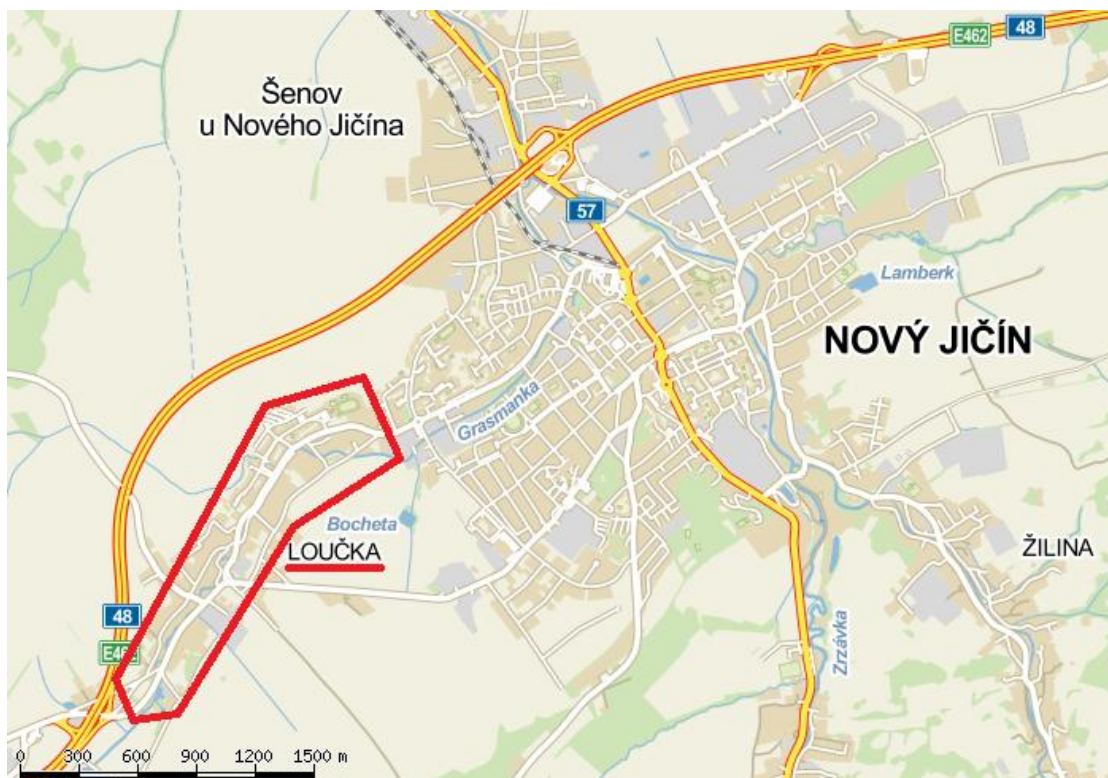 E462
48
Šenov
u Nového Jičína
57
Lamberk
NOVÝ JIČÍN
Grasmanka
Bocheta
LOUČKA
ŽILINA
48
E462
Zrzávka
0 300 600 900 1200 1500 m